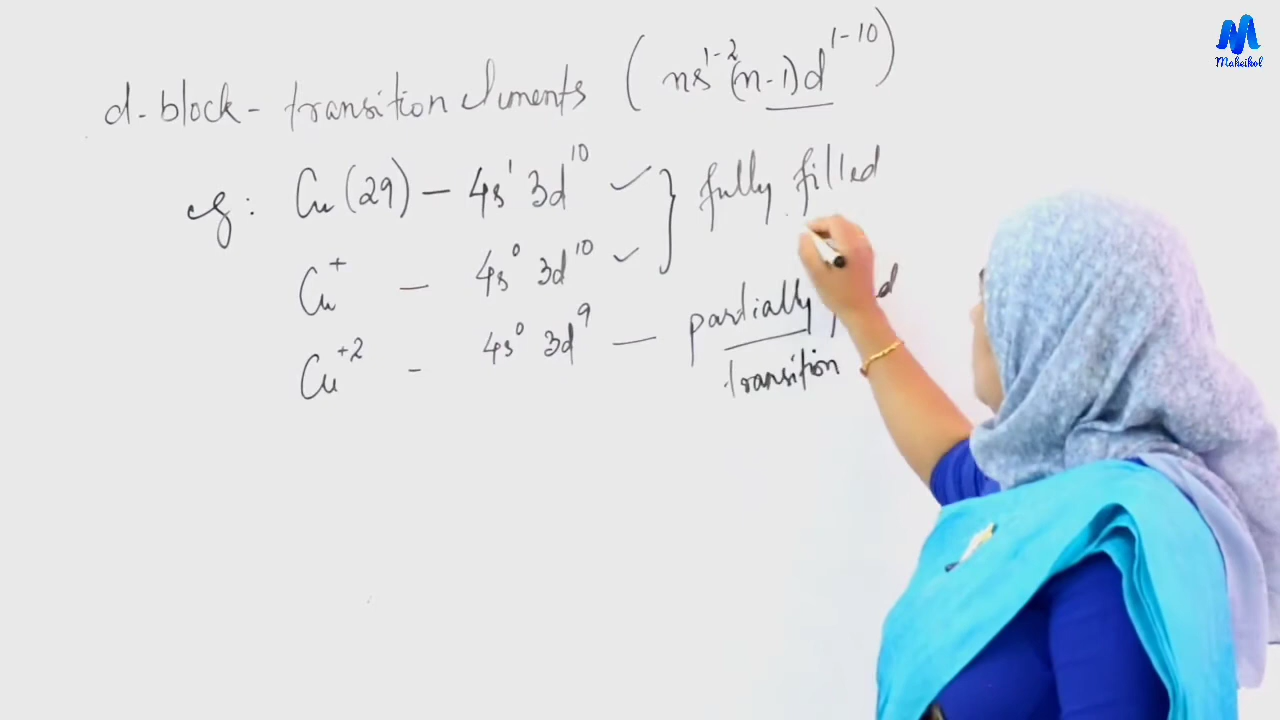 d-block - transition elements (ns¹⁻²(n-1)d¹⁻¹⁰)
eg: Cu(29) - 4s¹ 3d¹⁰ ✓ } fully filled
Cu⁺ - 4s⁰ 3d¹⁰ ✓
Cu⁺² - 4s⁰ 3d⁹ - partially
transition
M
Maheikol